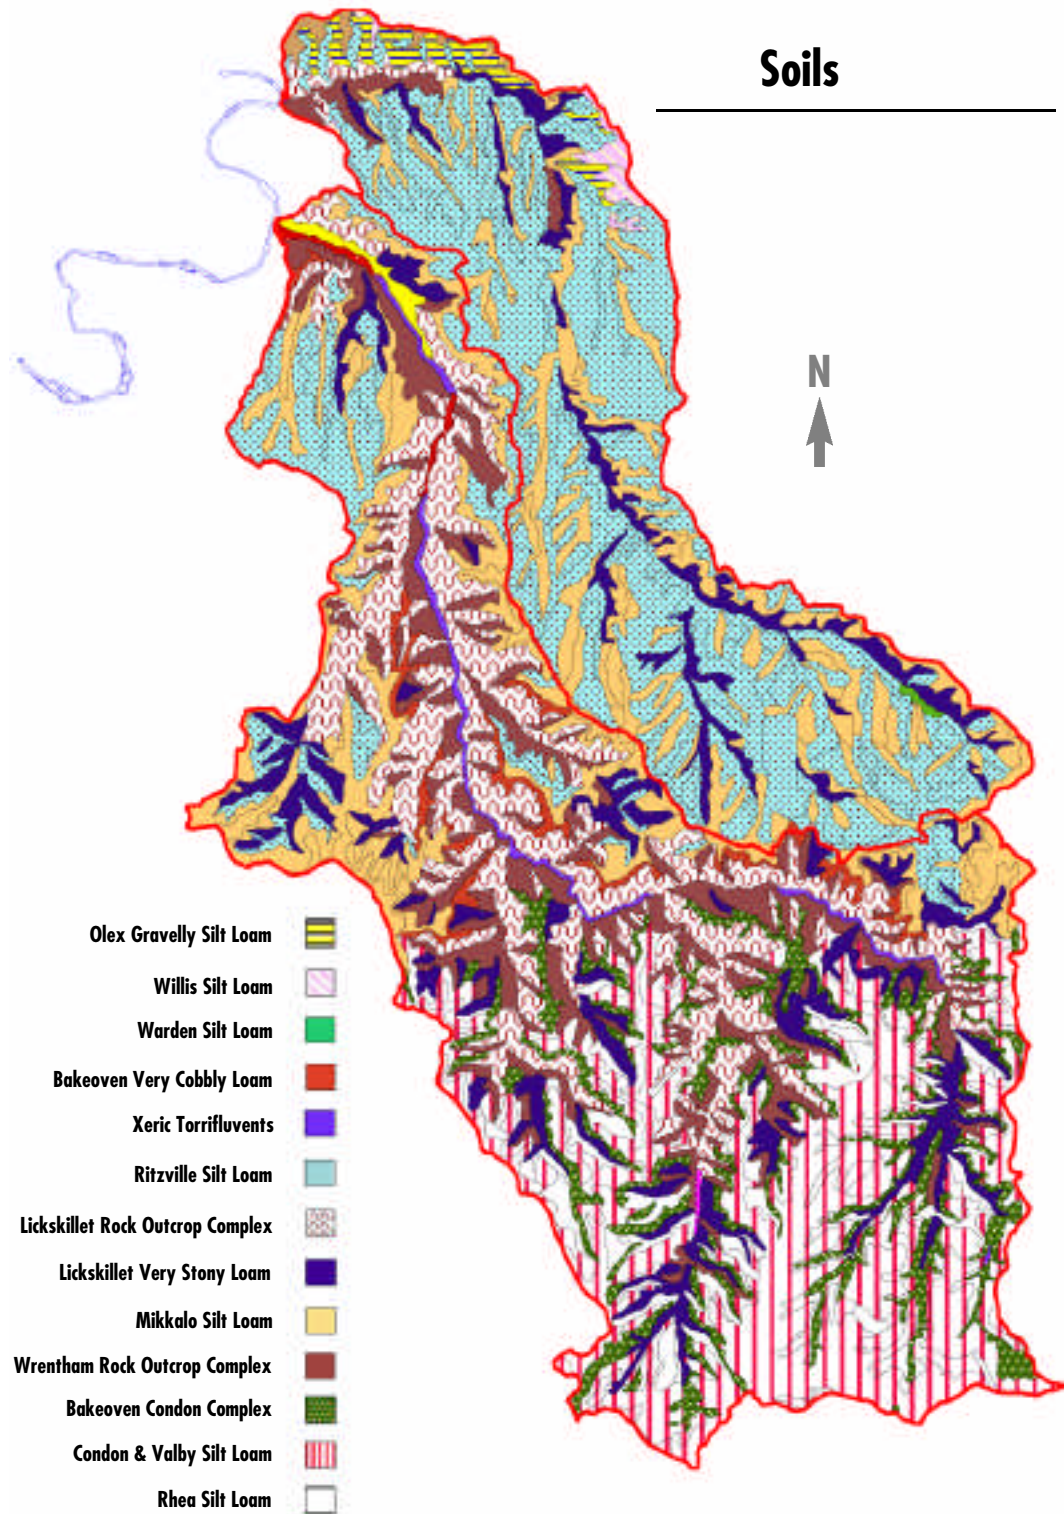 Soils
N
Olex Gravelly Silt Loam
Willis Silt Loam
Warden Silt Loam
Bakeoven Very Cobbly Loam
Xeric Torrifluvents
Ritzville Silt Loam
Lickskillet Rock Outcrop Complex
Lickskillet Very Stony Loam
Mikkalo Silt Loam
Wrentham Rock Outcrop Complex
Bakeoven Condon Complex
Condon & Valby Silt Loam
Rhea Silt Loam